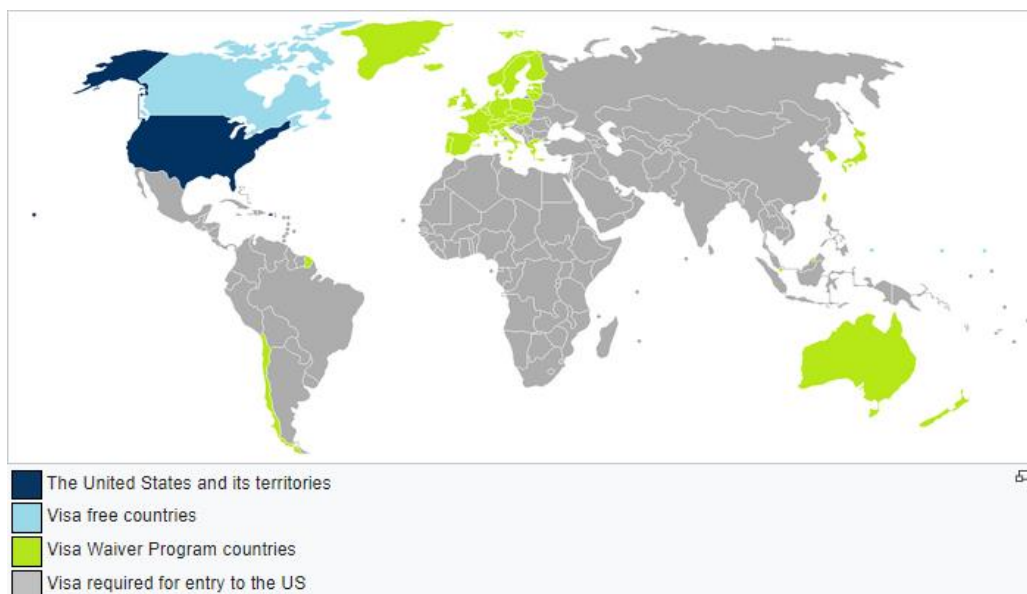 The United States and its territories
Visa free countries
Visa Waiver Program countries
Visa required for entry to the US